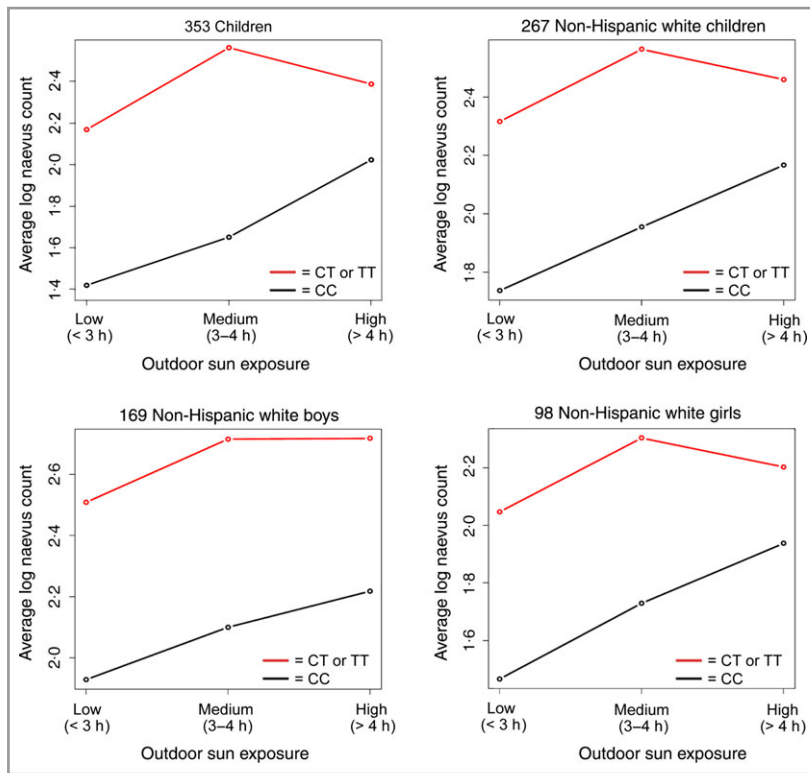 353 Children
Average log naevus count
2·4
2·2
2·0
1·8
1·6
1·4
= CT or TT
= CC
Low Medium High
(< 3 h) (3–4 h) (> 4 h)
Outdoor sun exposure
267 Non-Hispanic white children
Average log naevus count
2·4
2·2
2·0
1·8
= CT or TT
= CC
Low Medium High
(< 3 h) (3–4 h) (> 4 h)
Outdoor sun exposure
169 Non-Hispanic white boys
Average log naevus count
2·6
2·4
2·2
2·0
= CT or TT
= CC
Low Medium High
(< 3 h) (3–4 h) (> 4 h)
Outdoor sun exposure
98 Non-Hispanic white girls
Average log naevus count
2·2
2·0
1·8
1·6
= CT or TT
= CC
Low Medium High
(< 3 h) (3–4 h) (> 4 h)
Outdoor sun exposure